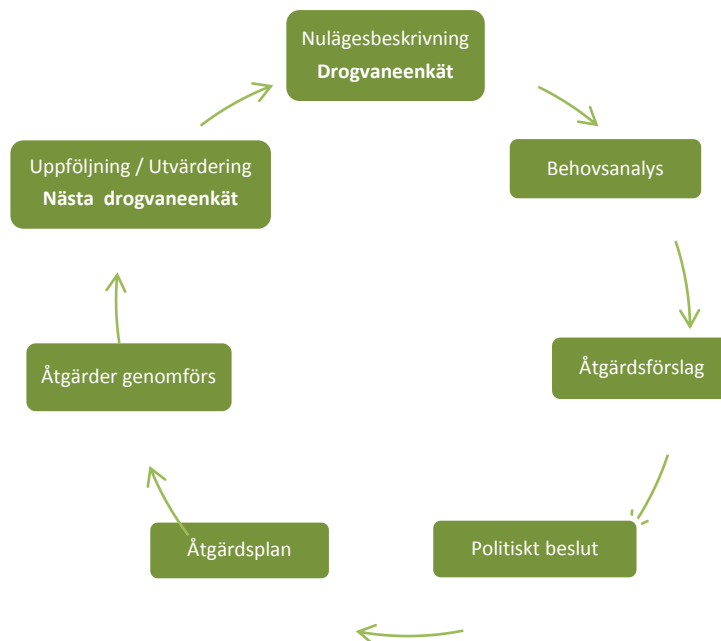 Nulägesbeskrivning
Drogvaneenkät
Behovsanalys
Åtgärdsförslag
Politiskt beslut
Åtgärdsplan
Åtgärder genomförs
Uppföljning / Utvärdering
Nästa drogvaneenkät